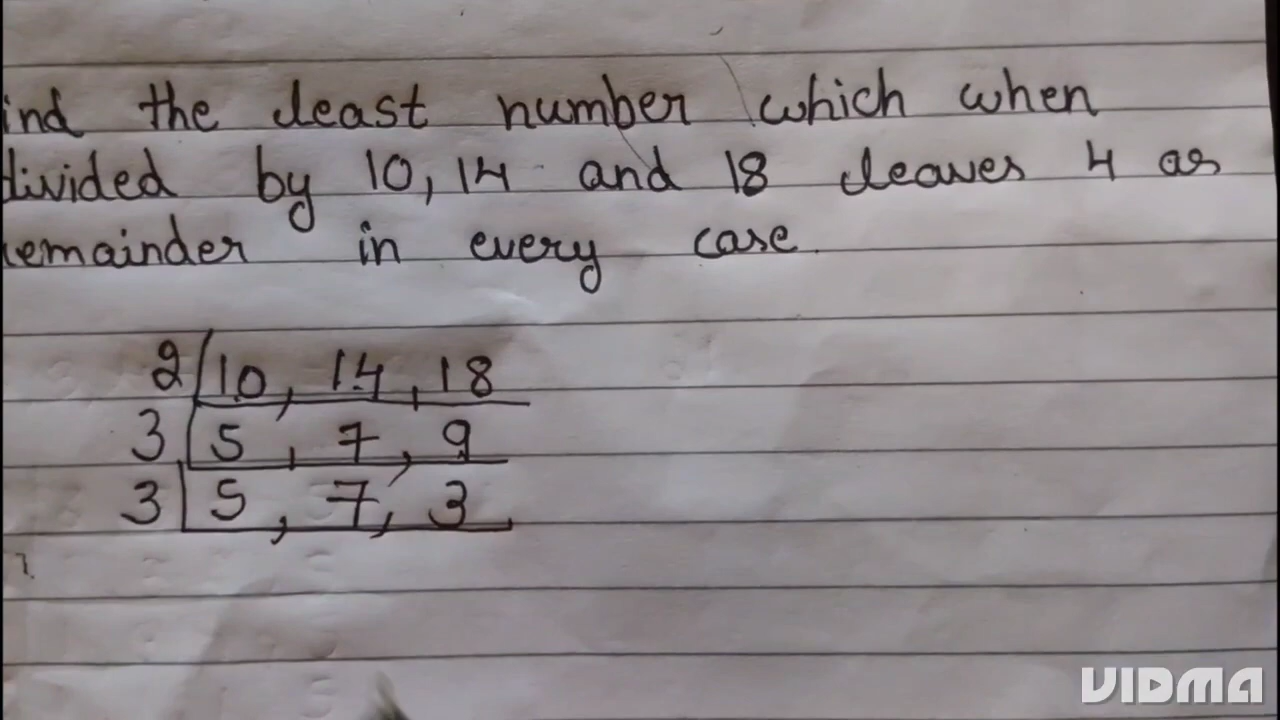 ind the least number which when
divided by 10, 14 and 18 leaves 4 as
remainder in every case.
2 10, 14, 18
3 5, 7, 9
3 5, 7, 3
VIDMA